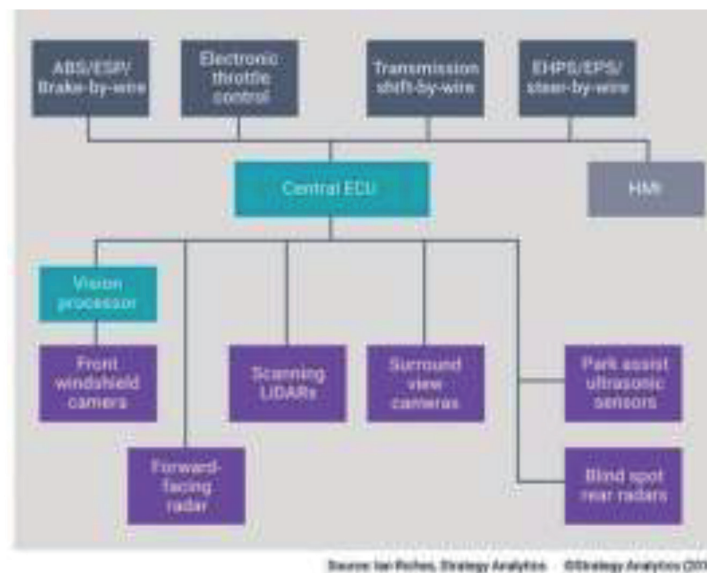 ABS/ESP/
Brake-by-wire
Electronic
throttle
control
Transmission
shift-by-wire
EHPS/EPS/
steer-by-wire
Central ECU
HMI
Vision
processor
Front
windshield
camera
Scanning
LiDARs
Surround
view
cameras
Park assist
ultrasonic
sensors
Forward-
facing
radar
Blind spot
rear radars
Source: Ian Riches, Strategy Analytics ©Strategy Analytics